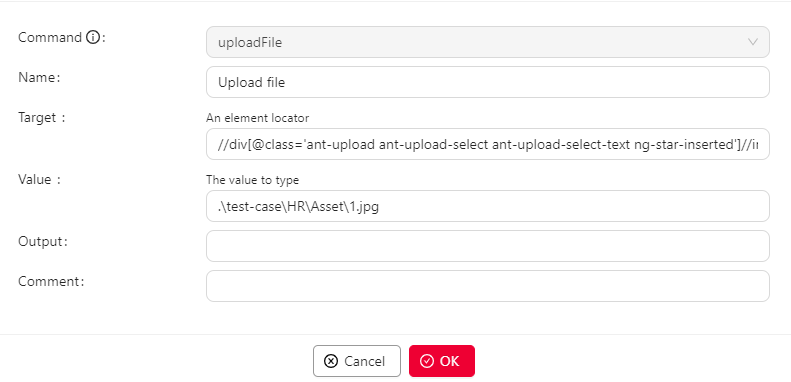 Command :
uploadFile
Name:
Upload file
Target :
An element locator
//div[@class='ant-upload ant-upload-select ant-upload-select-text ng-star-inserted']//in
Value :
The value to type
.\test-case\HR\Asset\1.jpg
Output:
Comment:
Cancel OK